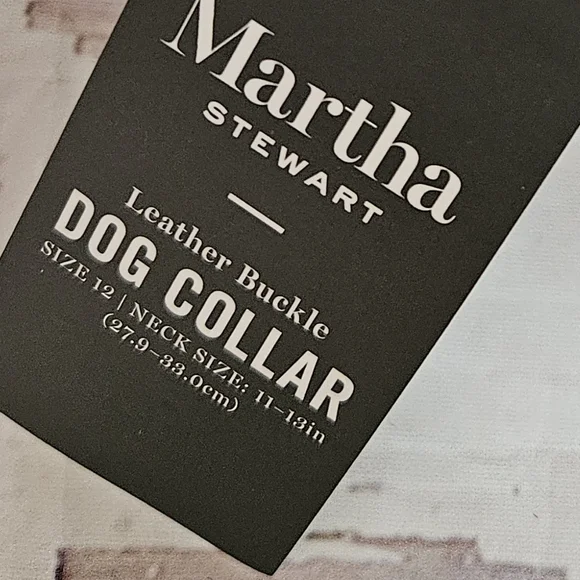 Martha
STEWART
Leather Buckle
DOG COLLAR
SIZE 12 | NECK SIZE: 11-13in
(27.9-33.0cm)